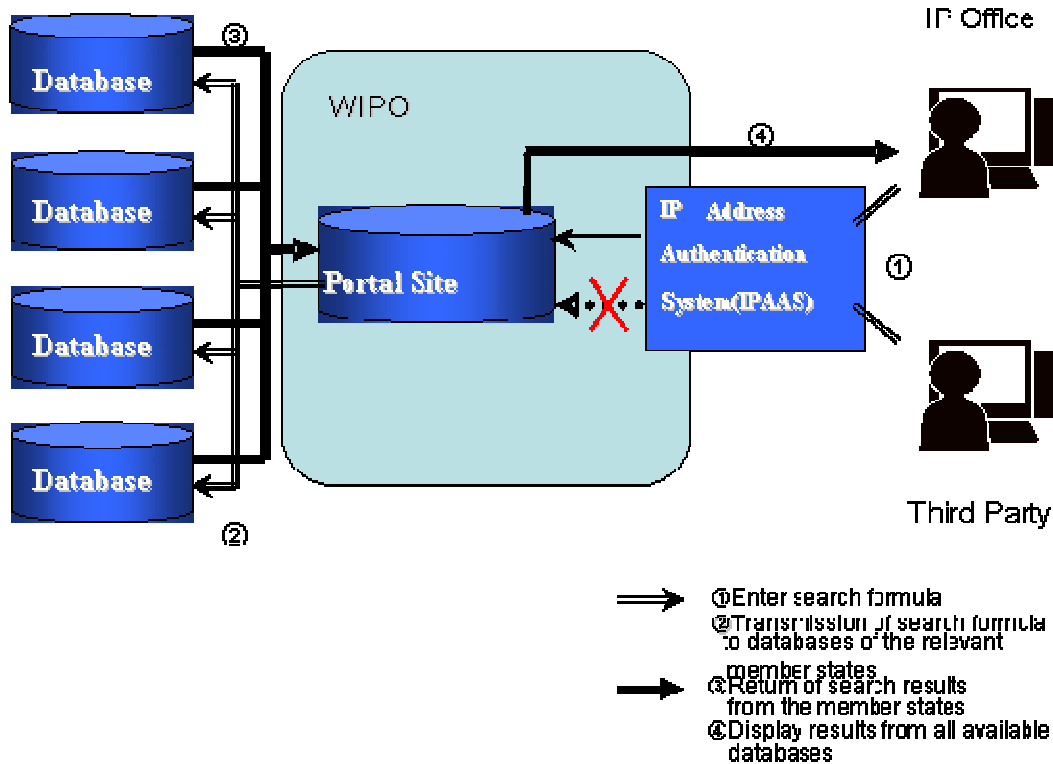 ③
IP Office
Database
WIPO
④
Database
IP Address
Authentication
System(IPAAS)
①
Portal Site
Database
Database
②
Third Party
①Enter search formula
②Transmission of search formula
to databases of the relevant
member states
③Return of search results
from the member states
④Display results from all available
databases